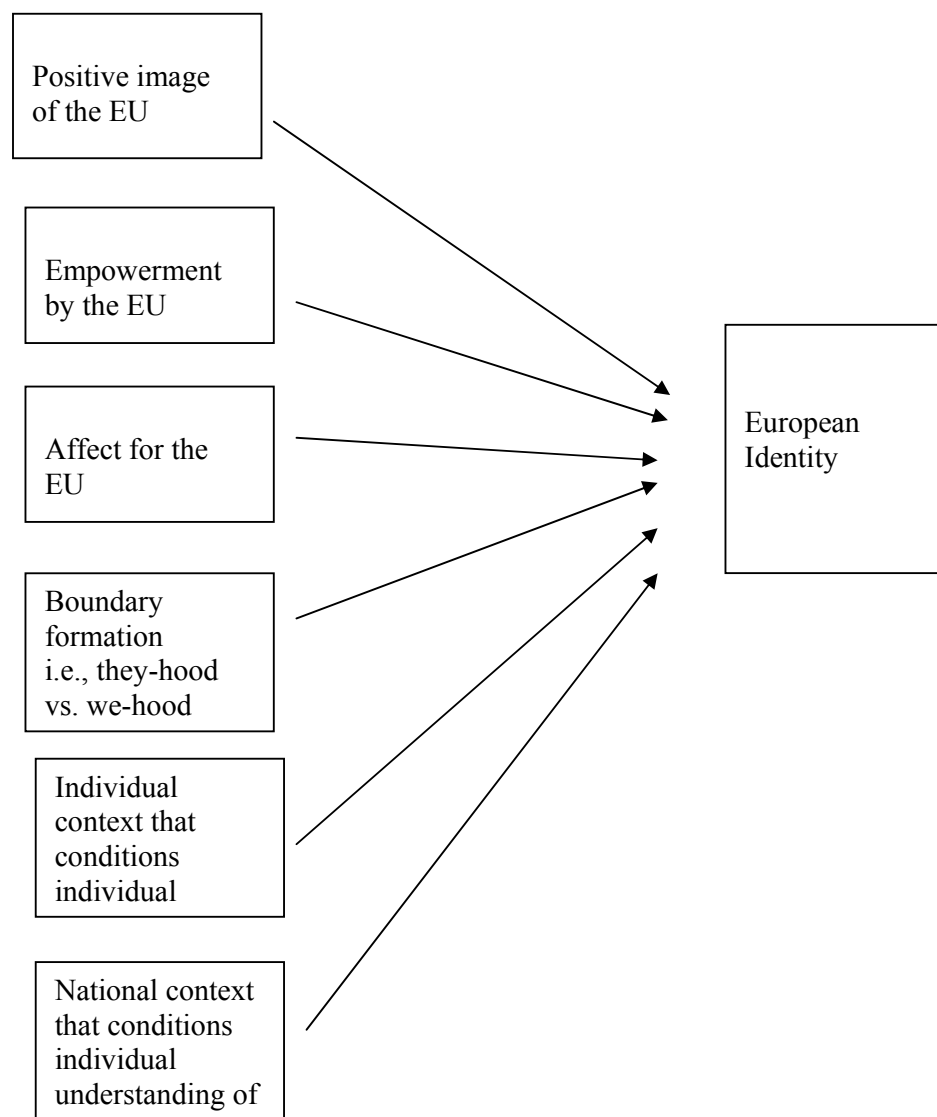 Positive image
of the EU
Empowerment
by the EU
Affect for the
EU
Boundary
formation
i.e., they-hood
vs. we-hood
Individual
context that
conditions
individual
National context
that conditions
individual
understanding of
European
Identity